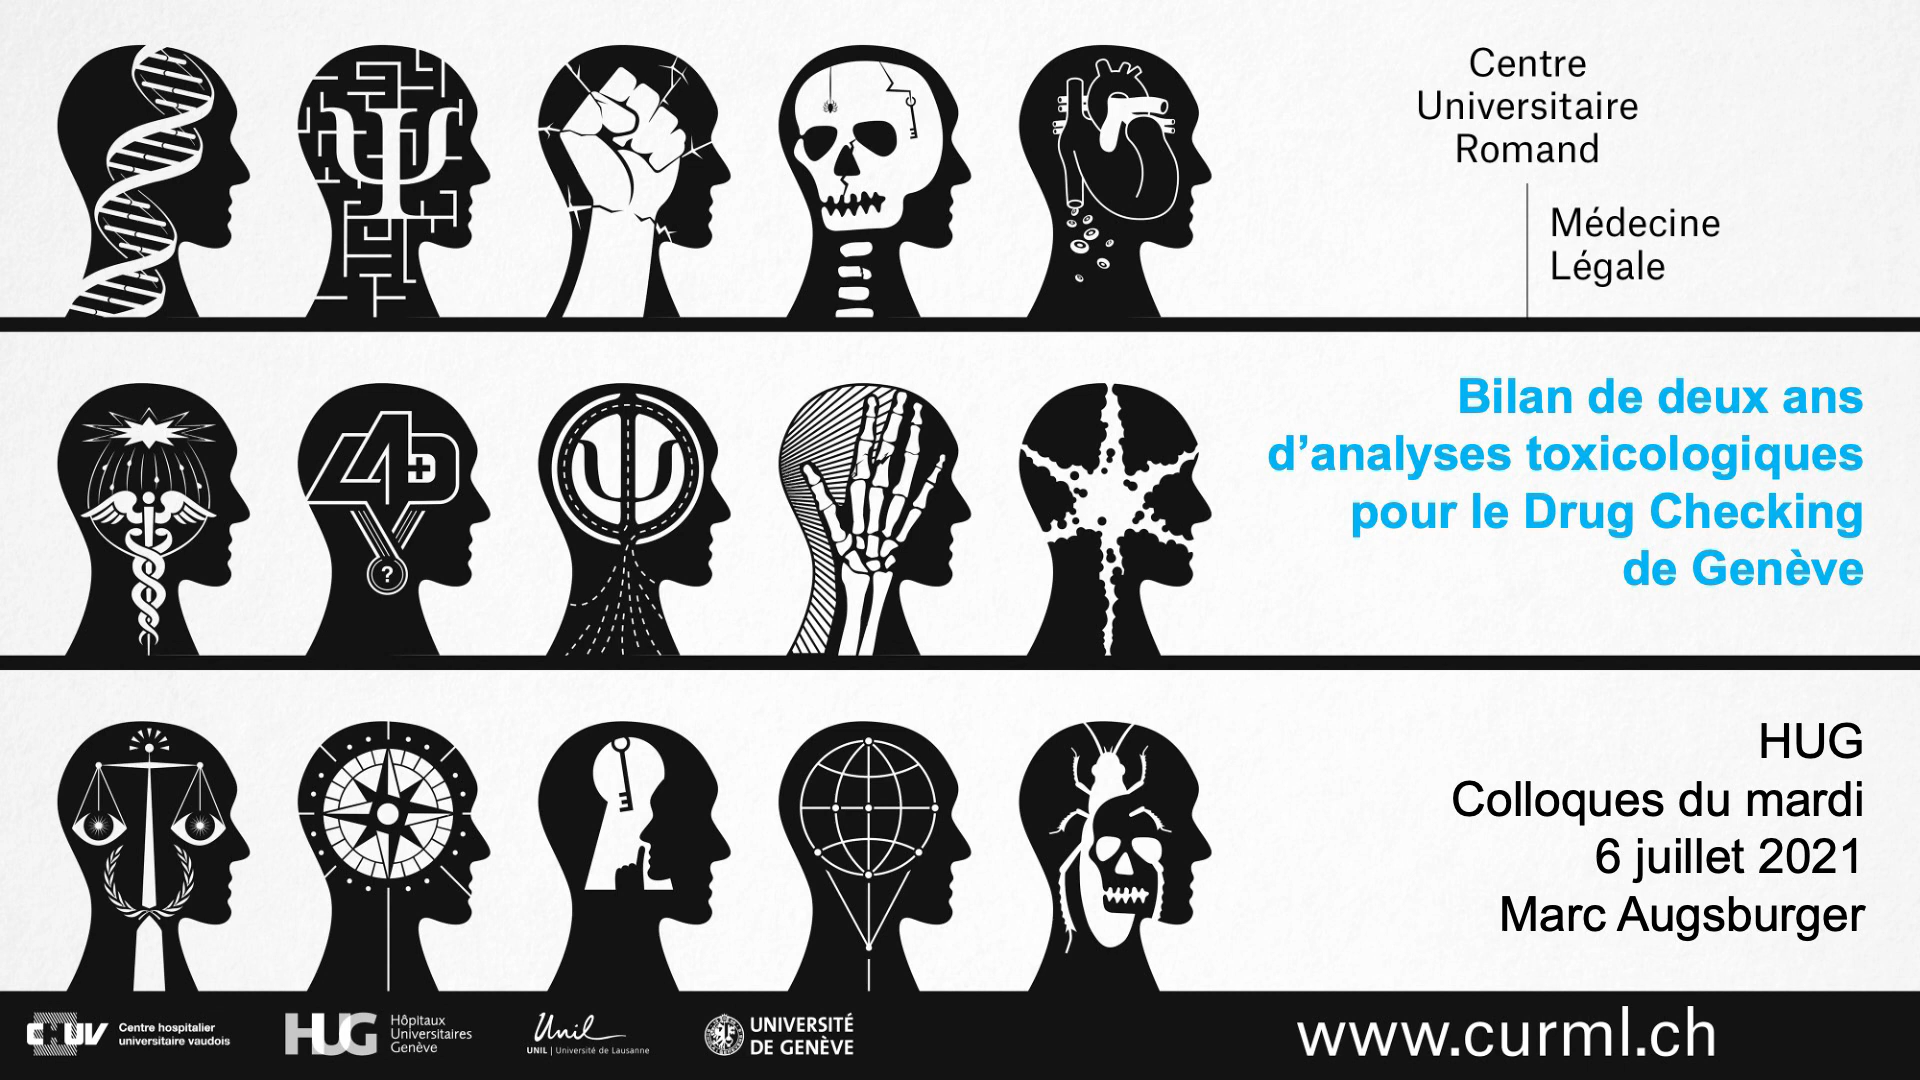 Centre
Universitaire
Romand
Médecine
Légale
Bilan de deux ans
d’analyses toxicologiques
pour le Drug Checking
de Genève
HUG
Colloques du mardi
6 juillet 2021
Marc Augsburger
?
CHUV
Centre hospitalier
universitaire vaudois
HUG
Hôpitaux
Universitaires
Genève
Unil
UNIL | Université de Lausanne
UNIVERSITÉ
DE GENÈVE
www.curml.ch